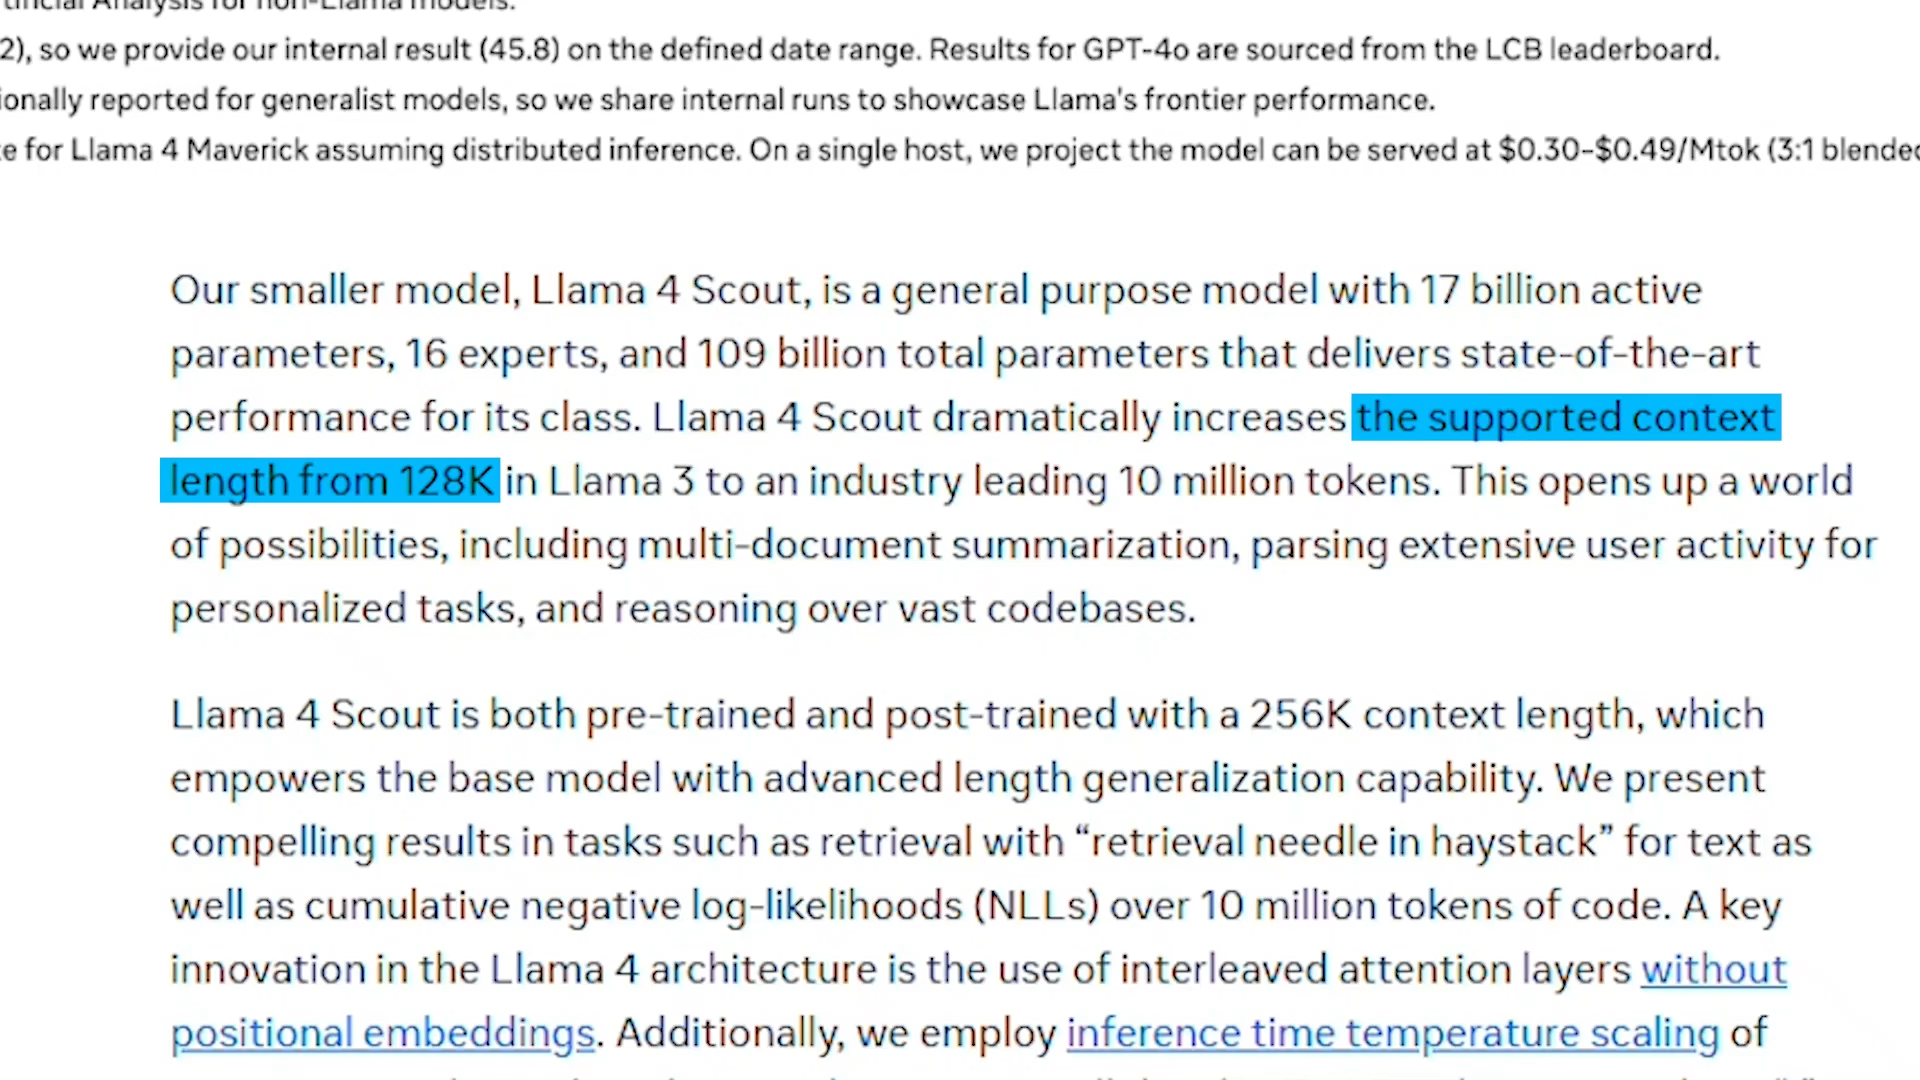 tificial Analysis for non-Llama models.
2), so we provide our internal result (45.8) on the defined date range. Results for GPT-4o are sourced from the LCB leaderboard.
ionally reported for generalist models, so we share internal runs to showcase Llama's frontier performance.
e for Llama 4 Maverick assuming distributed inference. On a single host, we project the model can be served at $0.30-$0.49/Mtok (3:1 blended
Our smaller model, Llama 4 Scout, is a general purpose model with 17 billion active
parameters, 16 experts, and 109 billion total parameters that delivers state-of-the-art
performance for its class. Llama 4 Scout dramatically increases the supported context
length from 128K in Llama 3 to an industry leading 10 million tokens. This opens up a world
of possibilities, including multi-document summarization, parsing extensive user activity for
personalized tasks, and reasoning over vast codebases.
Llama 4 Scout is both pre-trained and post-trained with a 256K context length, which
empowers the base model with advanced length generalization capability. We present
compelling results in tasks such as retrieval with “retrieval needle in haystack” for text as
well as cumulative negative log-likelihoods (NLLs) over 10 million tokens of code. A key
innovation in the Llama 4 architecture is the use of interleaved attention layers without
positional embeddings. Additionally, we employ inference time temperature scaling of